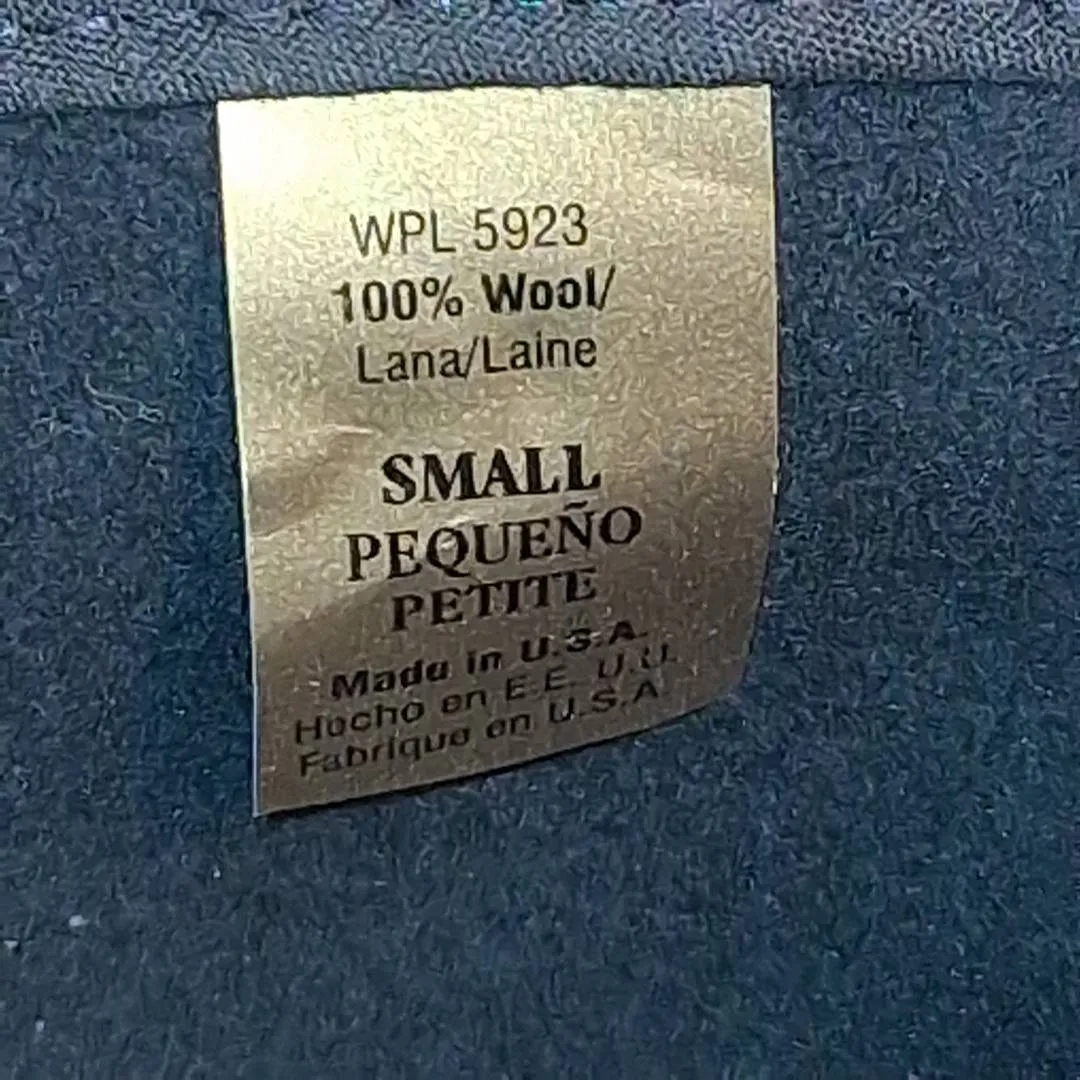 WPL 5923
100% Wool/
Lana/Laine
SMALL
PEQUEÑO
PETITE
Made in U.S.A.
Hecho en E.E. U.U.
Fabrique en U.S.A.